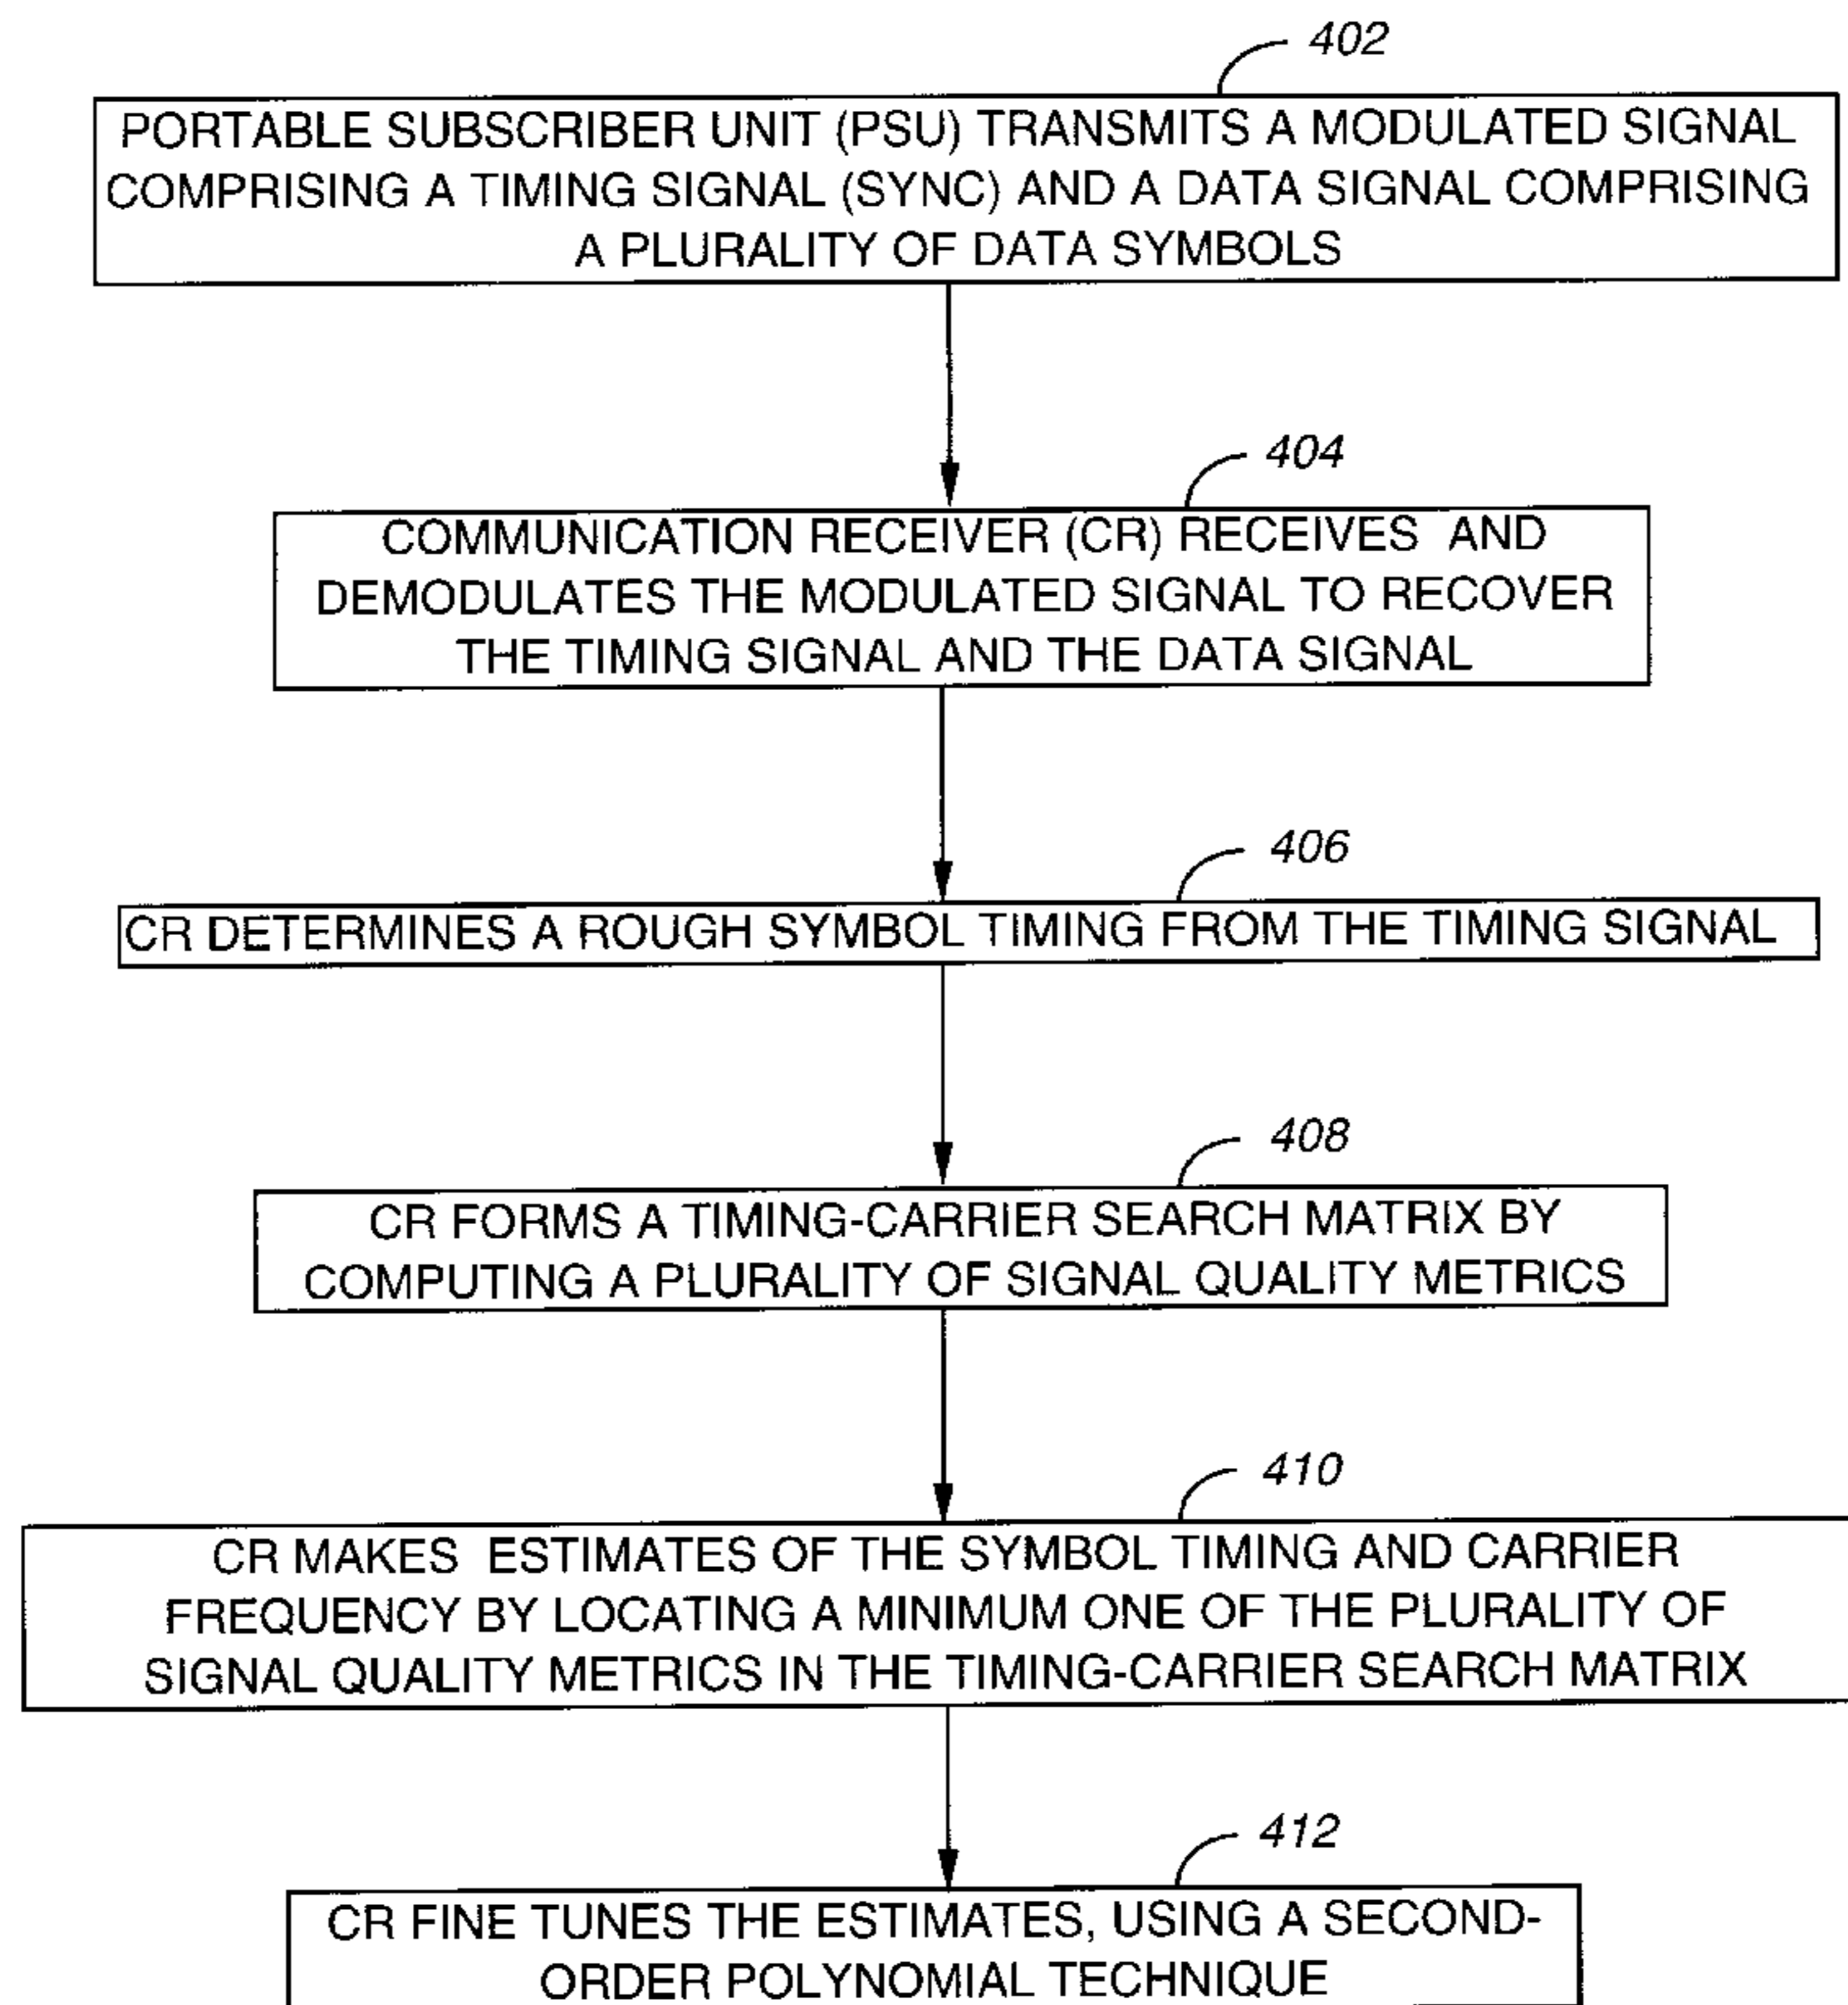 402
PORTABLE SUBSCRIBER UNIT (PSU) TRANSMITS A MODULATED SIGNAL
COMPRISING A TIMING SIGNAL (SYNC) AND A DATA SIGNAL COMPRISING
A PLURALITY OF DATA SYMBOLS
404
COMMUNICATION RECEIVER (CR) RECEIVES AND
DEMODULATES THE MODULATED SIGNAL TO RECOVER
THE TIMING SIGNAL AND THE DATA SIGNAL
406
CR DETERMINES A ROUGH SYMBOL TIMING FROM THE TIMING SIGNAL
408
CR FORMS A TIMING-CARRIER SEARCH MATRIX BY
COMPUTING A PLURALITY OF SIGNAL QUALITY METRICS
410
CR MAKES ESTIMATES OF THE SYMBOL TIMING AND CARRIER
FREQUENCY BY LOCATING A MINIMUM ONE OF THE PLURALITY OF
SIGNAL QUALITY METRICS IN THE TIMING-CARRIER SEARCH MATRIX
412
CR FINE TUNES THE ESTIMATES, USING A SECOND-
ORDER POLYNOMIAL TECHNIQUE